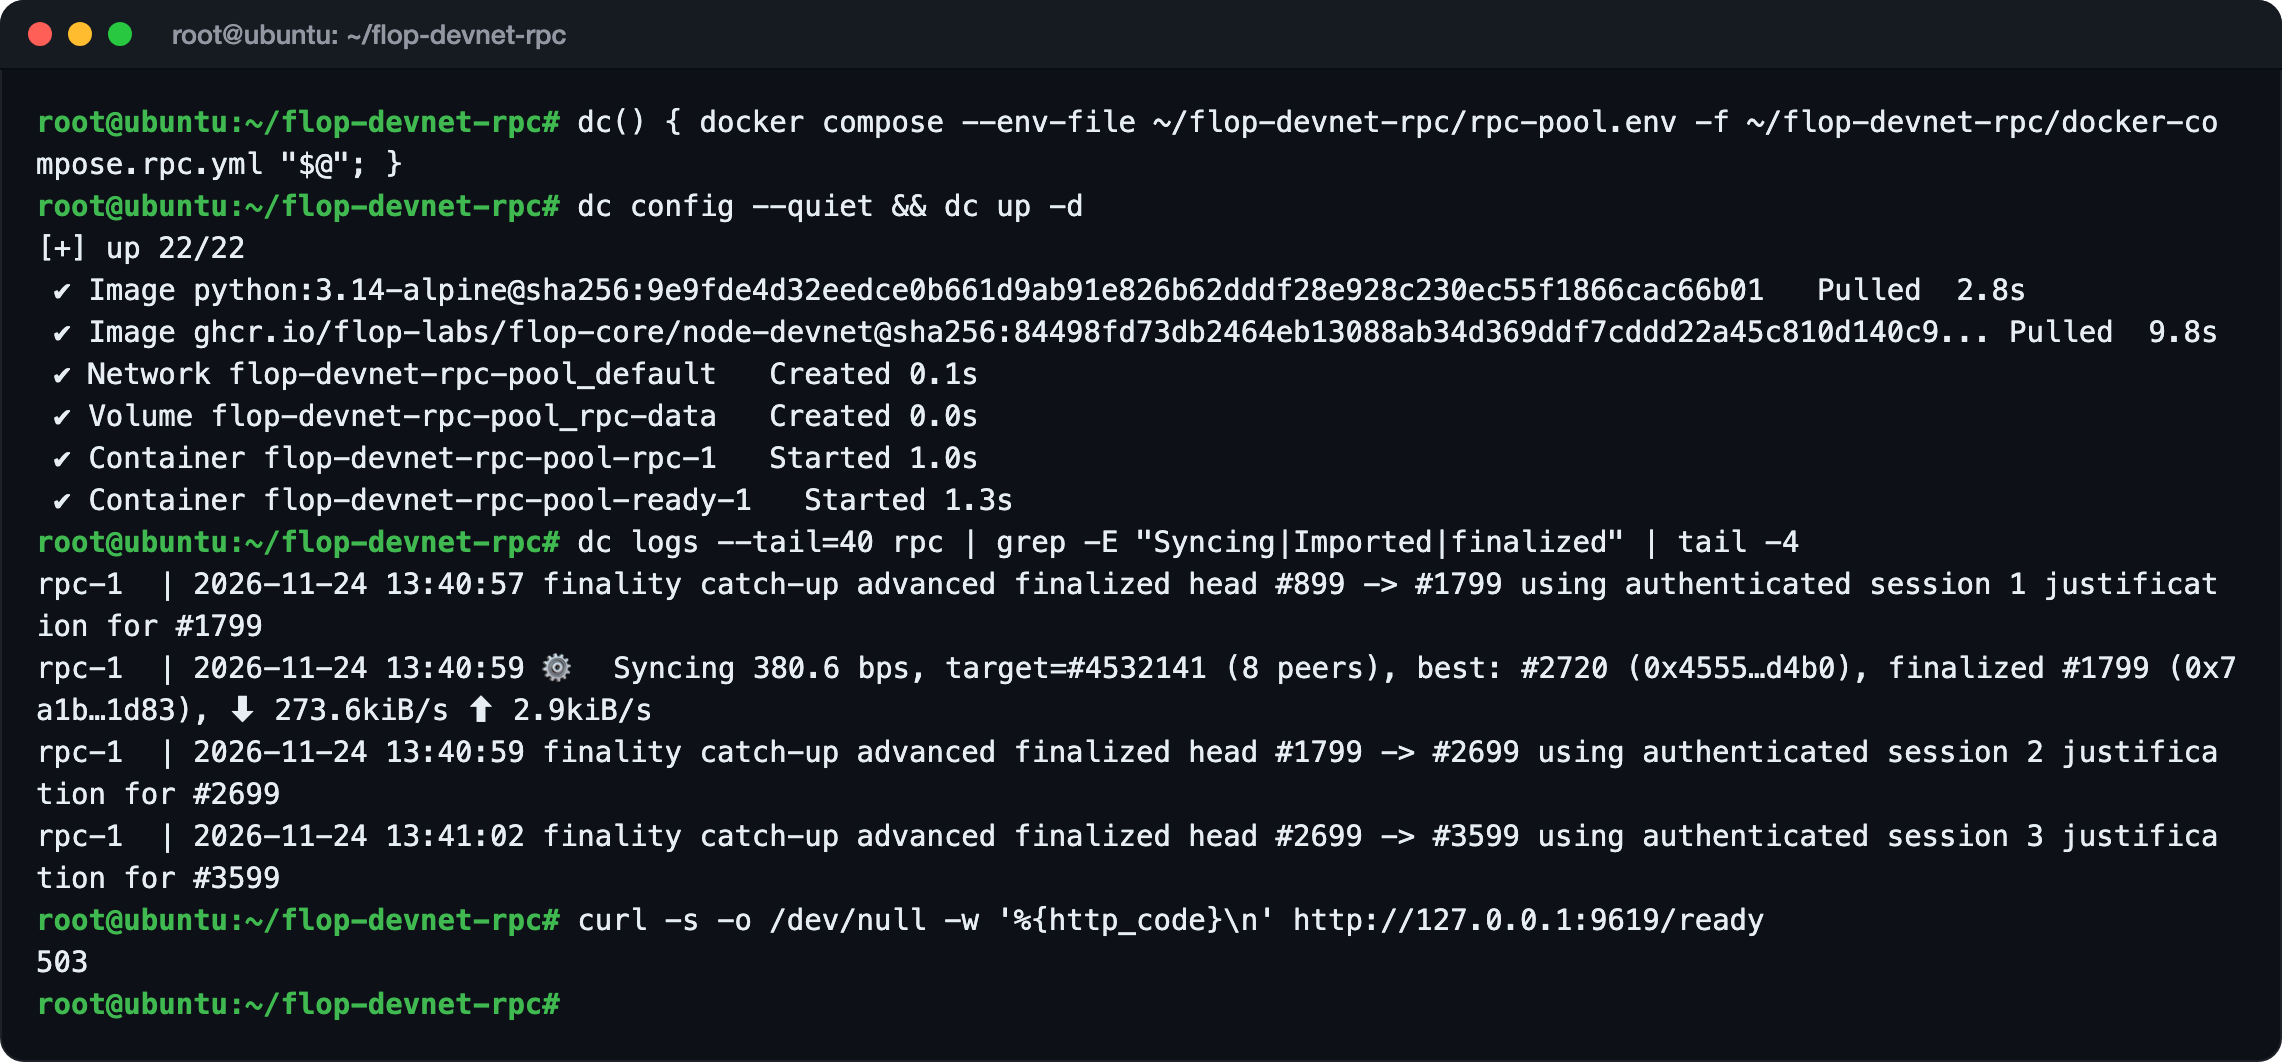 root@ubuntu: ~/flop-devnet-rpc
root@ubuntu:~/flop-devnet-rpc# dc() { docker compose --env-file ~/flop-devnet-rpc/rpc-pool.env -f ~/flop-devnet-rpc/docker-co
mpose.rpc.yml "$@"; }
root@ubuntu:~/flop-devnet-rpc# dc config --quiet && dc up -d
[+] up 22/22
✔ Image python:3.14-alpine@sha256:9e9fde4d32eedce0b661d9ab91e826b62dddf28e928c230ec55f1866cac66b01 Pulled 2.8s
✔ Image ghcr.io/flop-labs/flop-core/node-devnet@sha256:84498fd73db2464eb13088ab34d369ddf7cddd22a45c810d140c9... Pulled 9.8s
✔ Network flop-devnet-rpc-pool_default Created 0.1s
✔ Volume flop-devnet-rpc-pool_rpc-data Created 0.0s
✔ Container flop-devnet-rpc-pool-rpc-1 Started 1.0s
✔ Container flop-devnet-rpc-pool-ready-1 Started 1.3s
root@ubuntu:~/flop-devnet-rpc# dc logs --tail=40 rpc | grep -E "Syncing|Imported|finalized" | tail -4
rpc-1 | 2026-11-24 13:40:57 finality catch-up advanced finalized head #899 -> #1799 using authenticated session 1 justificat
ion for #1799
rpc-1 | 2026-11-24 13:40:59 ⚙️ Syncing 380.6 bps, target=#4532141 (8 peers), best: #2720 (0x4555…d4b0), finalized #1799 (0x7
a1b…1d83), ⬇ 273.6kiB/s ⬆ 2.9kiB/s
rpc-1 | 2026-11-24 13:40:59 finality catch-up advanced finalized head #1799 -> #2699 using authenticated session 2 justifica
tion for #2699
rpc-1 | 2026-11-24 13:41:02 finality catch-up advanced finalized head #2699 -> #3599 using authenticated session 3 justifica
tion for #3599
root@ubuntu:~/flop-devnet-rpc# curl -s -o /dev/null -w '%{http_code}\n' http://127.0.0.1:9619/ready
503
root@ubuntu:~/flop-devnet-rpc#